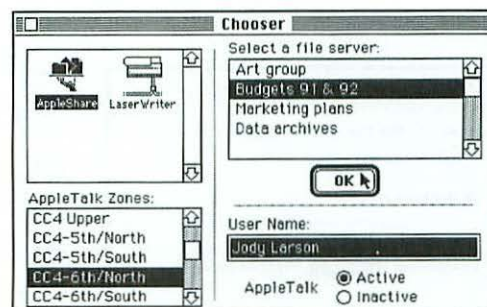 Chooser
AppleShare
LaserWriter
AppleTalk Zones:
CC4 Upper
CC4-5th/North
CC4-5th/South
CC4-6th/North
CC4-6th/South
Select a file server:
Art group
Budgets 91 & 92
Marketing plans
Data archives
OK
User Name:
Jody Larson
AppleTalk
Active
Inactive